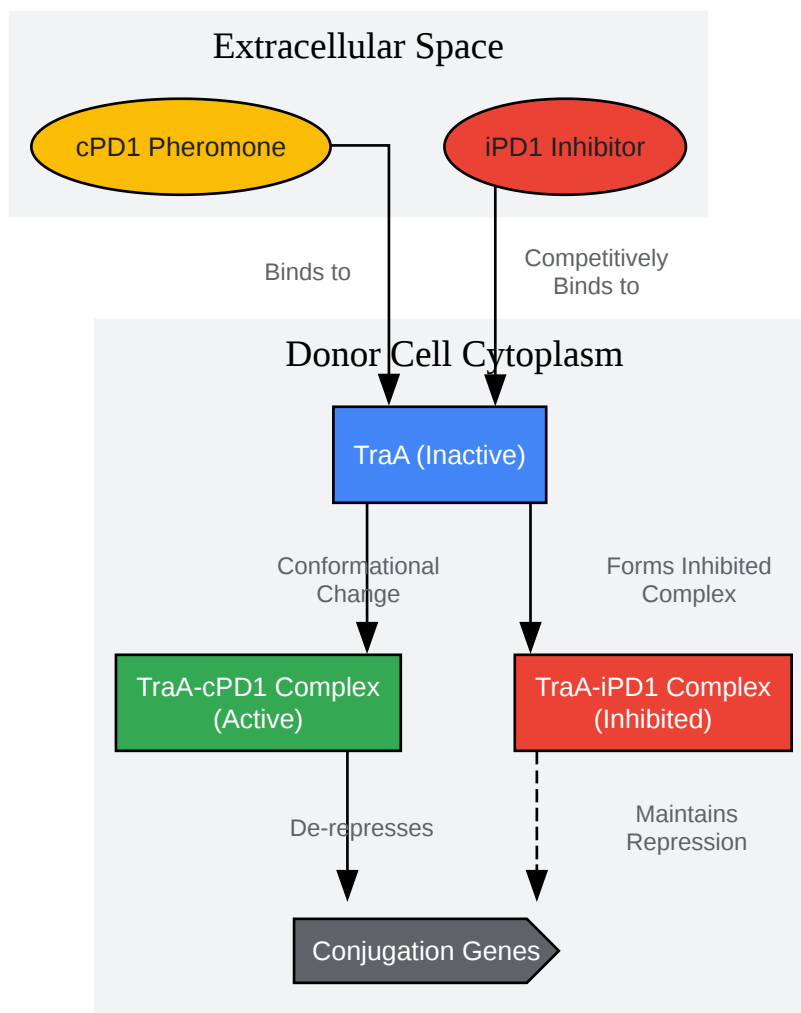 Extracellular Space
cPD1 Pheromone
iPD1 Inhibitor
Binds to
Competitively
Binds to
Donor Cell Cytoplasm
TraA (Inactive)
Conformational
Change
Forms Inhibited
Complex
TraA-cPD1 Complex
(Active)
TraA-iPD1 Complex
(Inhibited)
De-represses
Maintains
Repression
Conjugation Genes